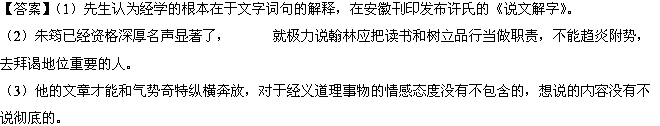 【答案】（1）先生认为经学的根本在于文字词句的解释，在安徽刊印发布许氏的《说文解字》。
（2）朱筠已经资格深厚名声显著了，　　　就极力说翰林应把读书和树立品行当做职责，不能趋炎附势，
去拜谒地位重要的人。
（3）他的文章才能和气势奇特纵横奔放，对于经义道理事物的情感态度没有不包含的，想说的内容没有不
说彻底的。